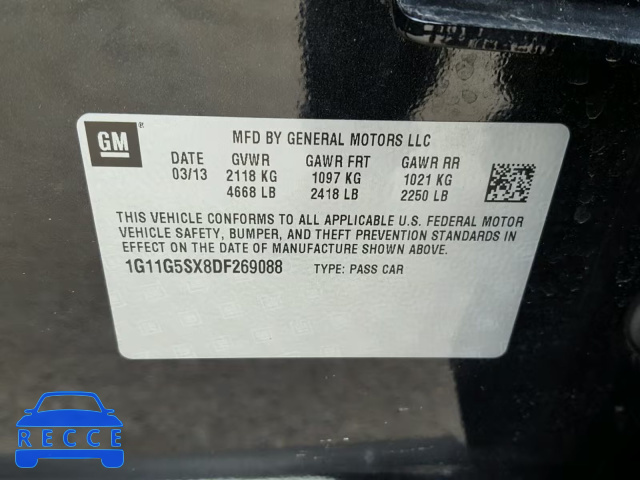 GM
®
MFD BY GENERAL MOTORS LLC
DATE GVWR GAWR FRT GAWR RR
03/13 2118 KG 1097 KG 1021 KG
4668 LB 2418 LB 2250 LB
THIS VEHICLE CONFORMS TO ALL APPLICABLE U.S. FEDERAL MOTOR
VEHICLE SAFETY, BUMPER, AND THEFT PREVENTION STANDARDS IN
EFFECT ON THE DATE OF MANUFACTURE SHOWN ABOVE.
1G11G5SX8DF269088 TYPE: PASS CAR
RECCE